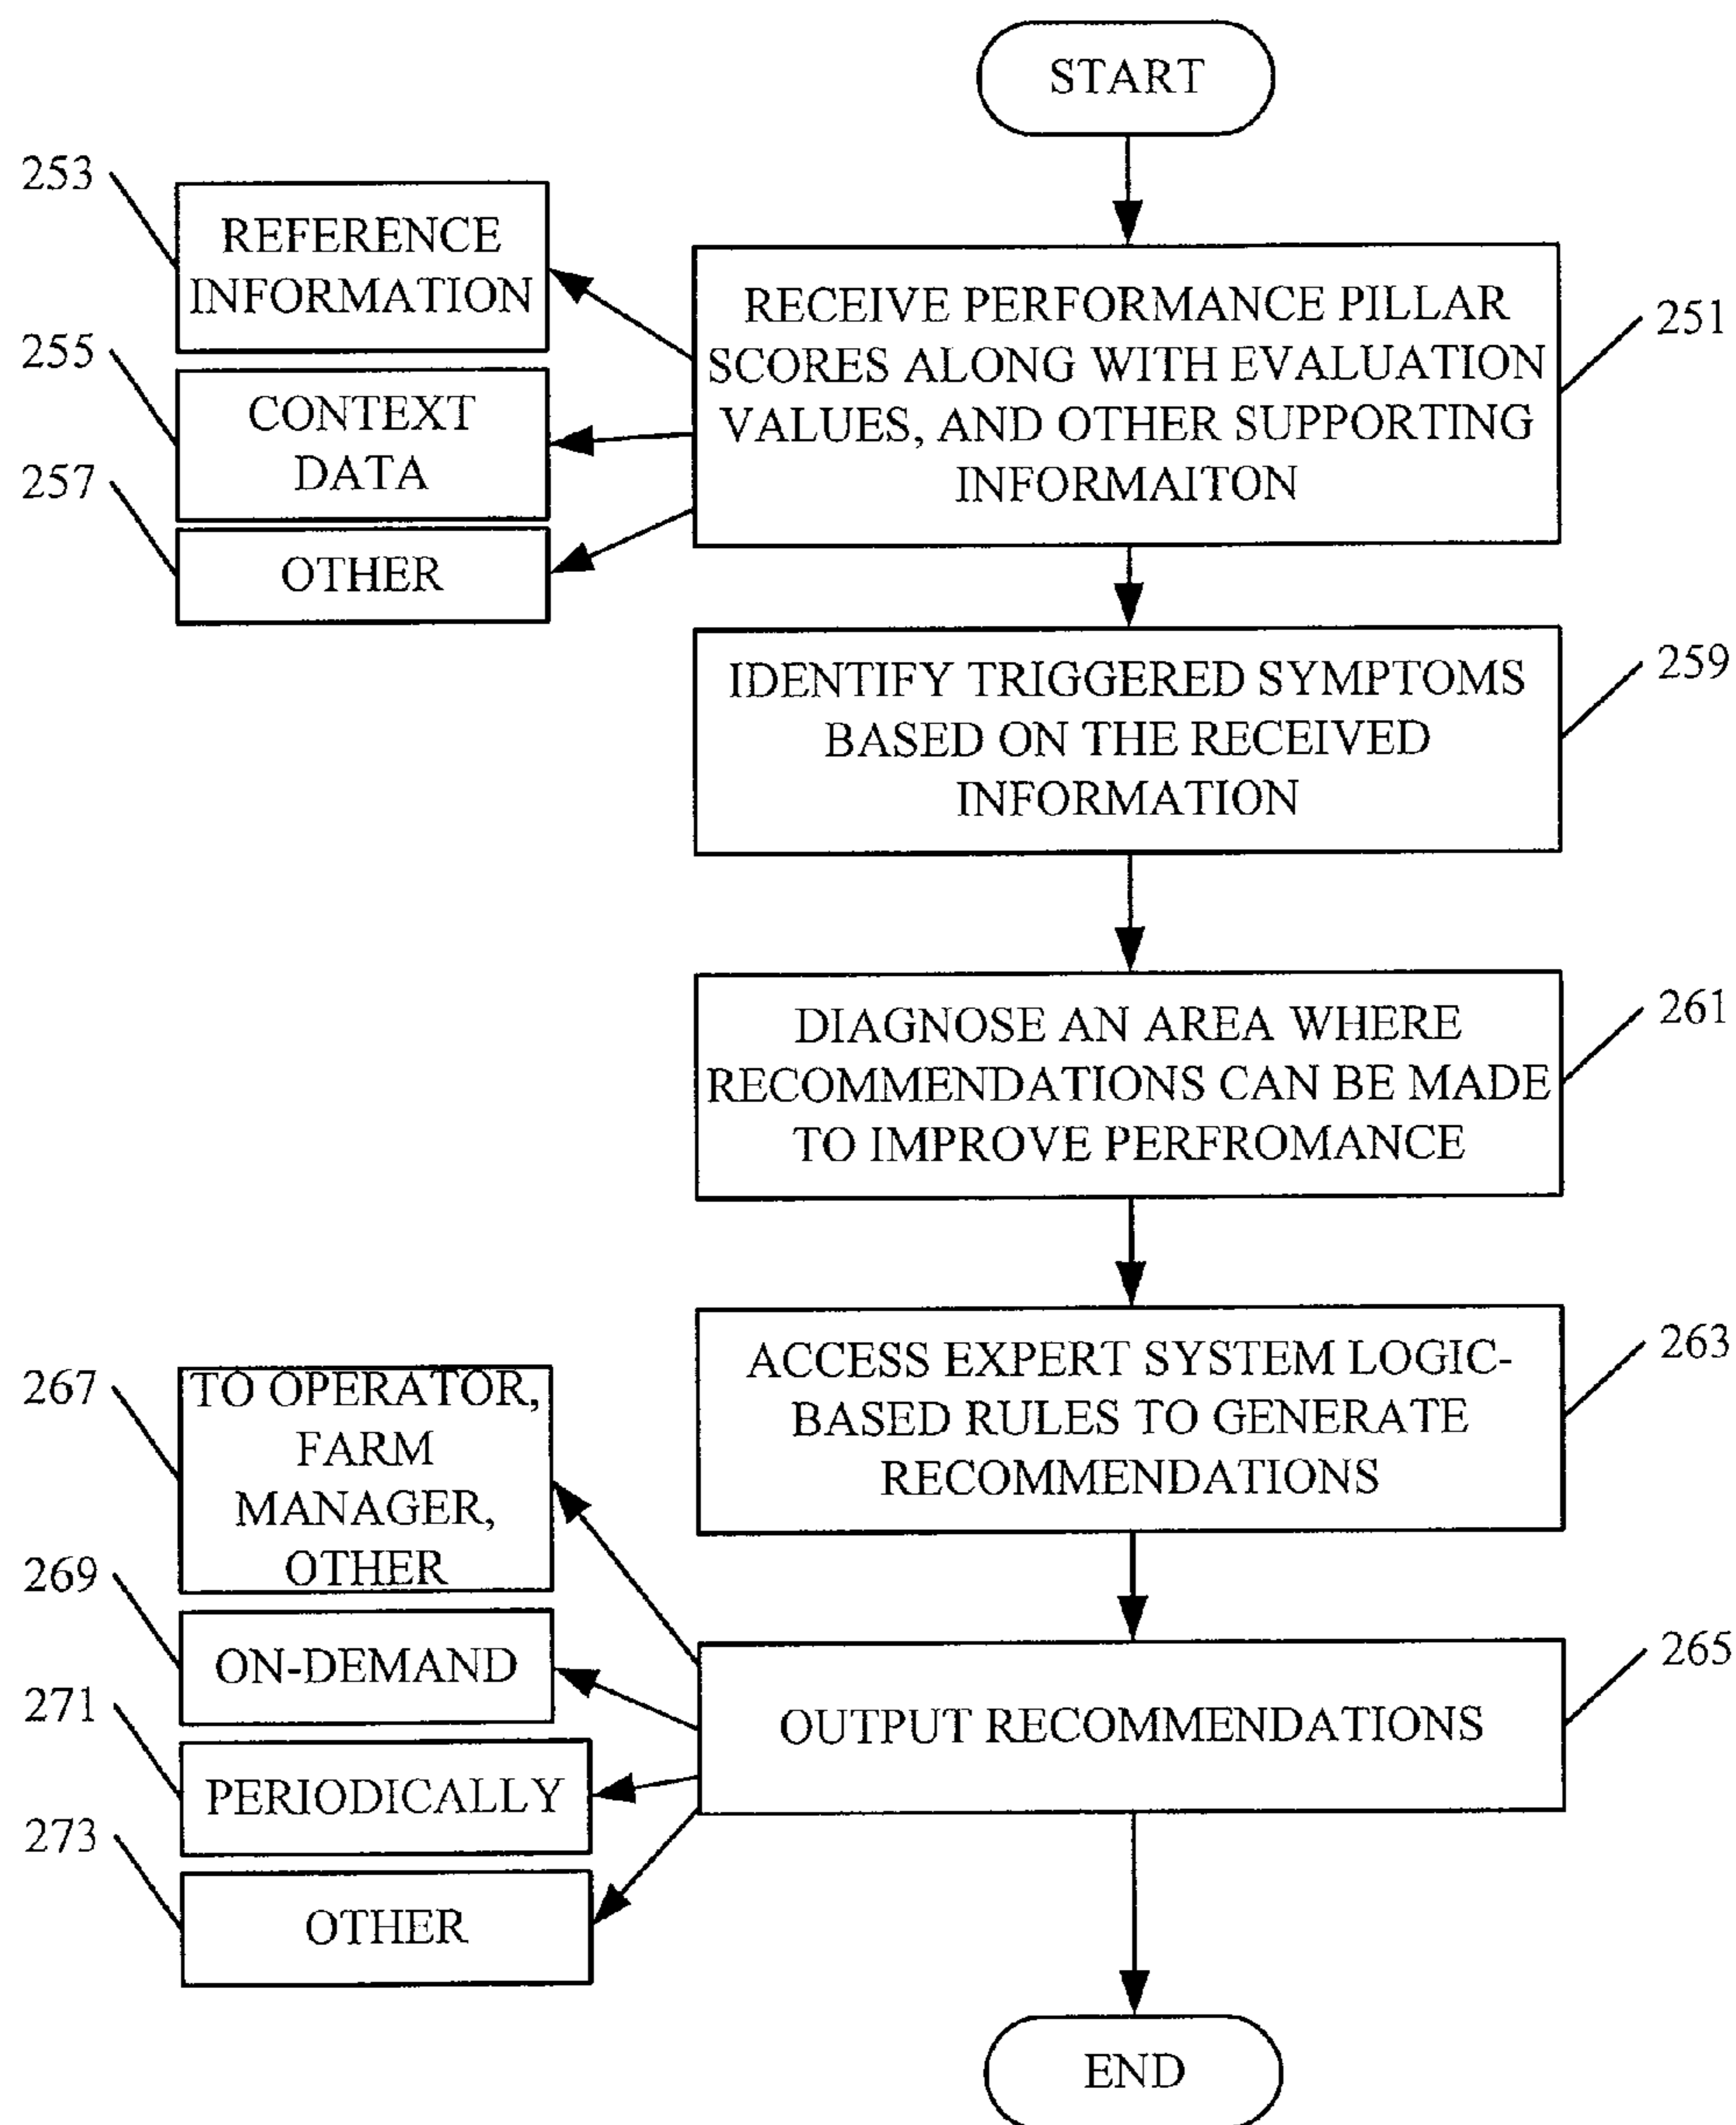 START
253
REFERENCE
INFORMATION
RECEIVE PERFORMANCE PILLAR
SCORES ALONG WITH EVALUATION
VALUES, AND OTHER SUPPORTING
INFORMAITON
251
255
CONTEXT
DATA
257
OTHER
IDENTIFY TRIGGERED SYMPTOMS
BASED ON THE RECEIVED
INFORMATION
259
DIAGNOSE AN AREA WHERE
RECOMMENDATIONS CAN BE MADE
TO IMPROVE PERFROMANCE
261
ACCESS EXPERT SYSTEM LOGIC-
BASED RULES TO GENERATE
RECOMMENDATIONS
263
267
TO OPERATOR,
FARM
MANAGER,
OTHER
269
ON-DEMAND
OUTPUT RECOMMENDATIONS
265
271
PERIODICALLY
273
OTHER
END